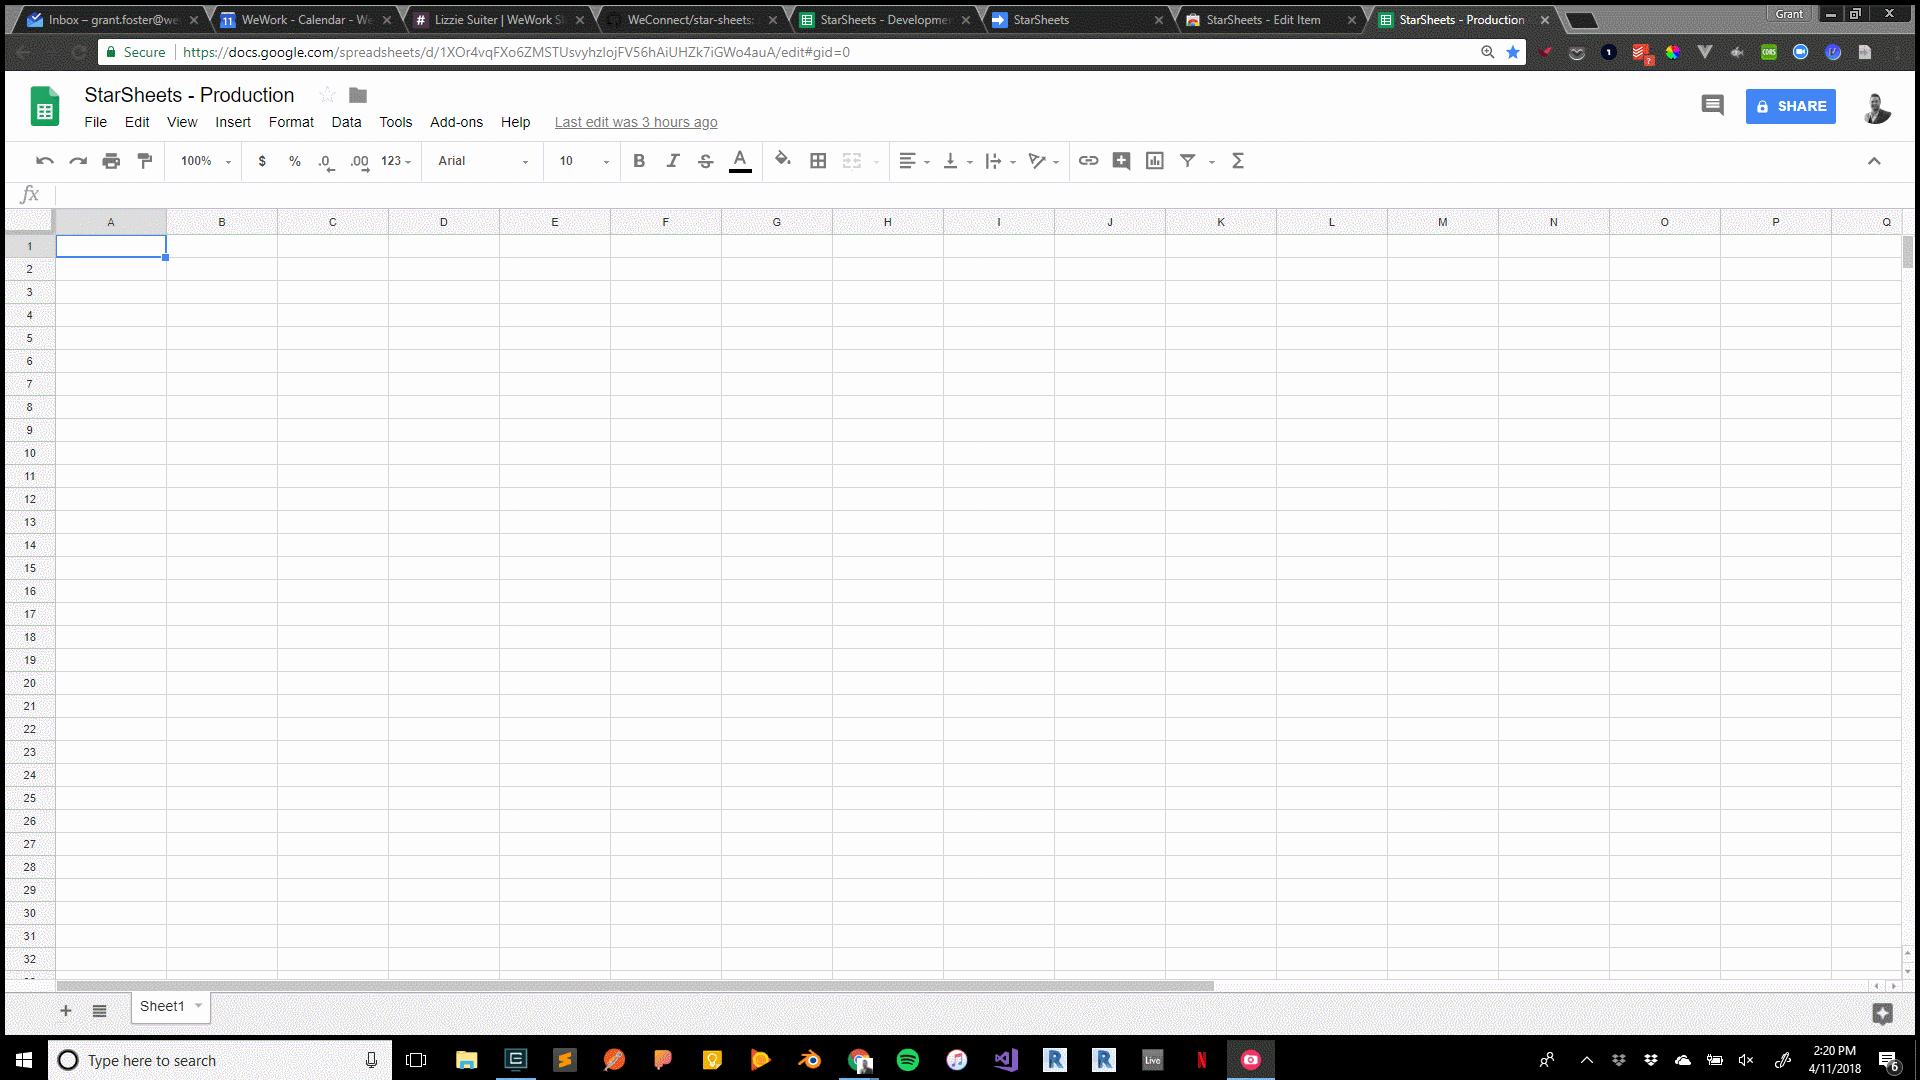 Inbox – grant.foster@we
WeWork - Calendar - We
Lizzie Suiter | WeWork S
WeConnect/star-sheets:
StarSheets - Developme
StarSheets
StarSheets - Edit Item
StarSheets - Production
Grant
Secure
https://docs.google.com/spreadsheets/d/1XOr4vqFXo6ZMSTUsvyhzIojFV56hAiUHZk7iGWo4auA/edit#gid=0
StarSheets - Production
SHARE
File Edit View Insert Format Data Tools Add-ons Help Last edit was 3 hours ago
100% $ % .0 .00 123 Arial 10 B I S A Σ
fx
A B C D E F G H I J K L M N O P Q
1
2
3
4
5
6
7
8
9
10
11
12
13
14
15
16
17
18
19
20
21
22
23
24
25
26
27
28
29
30
31
32
+ Sheet1
Type here to search
Live
2:20 PM
4/11/2018
6